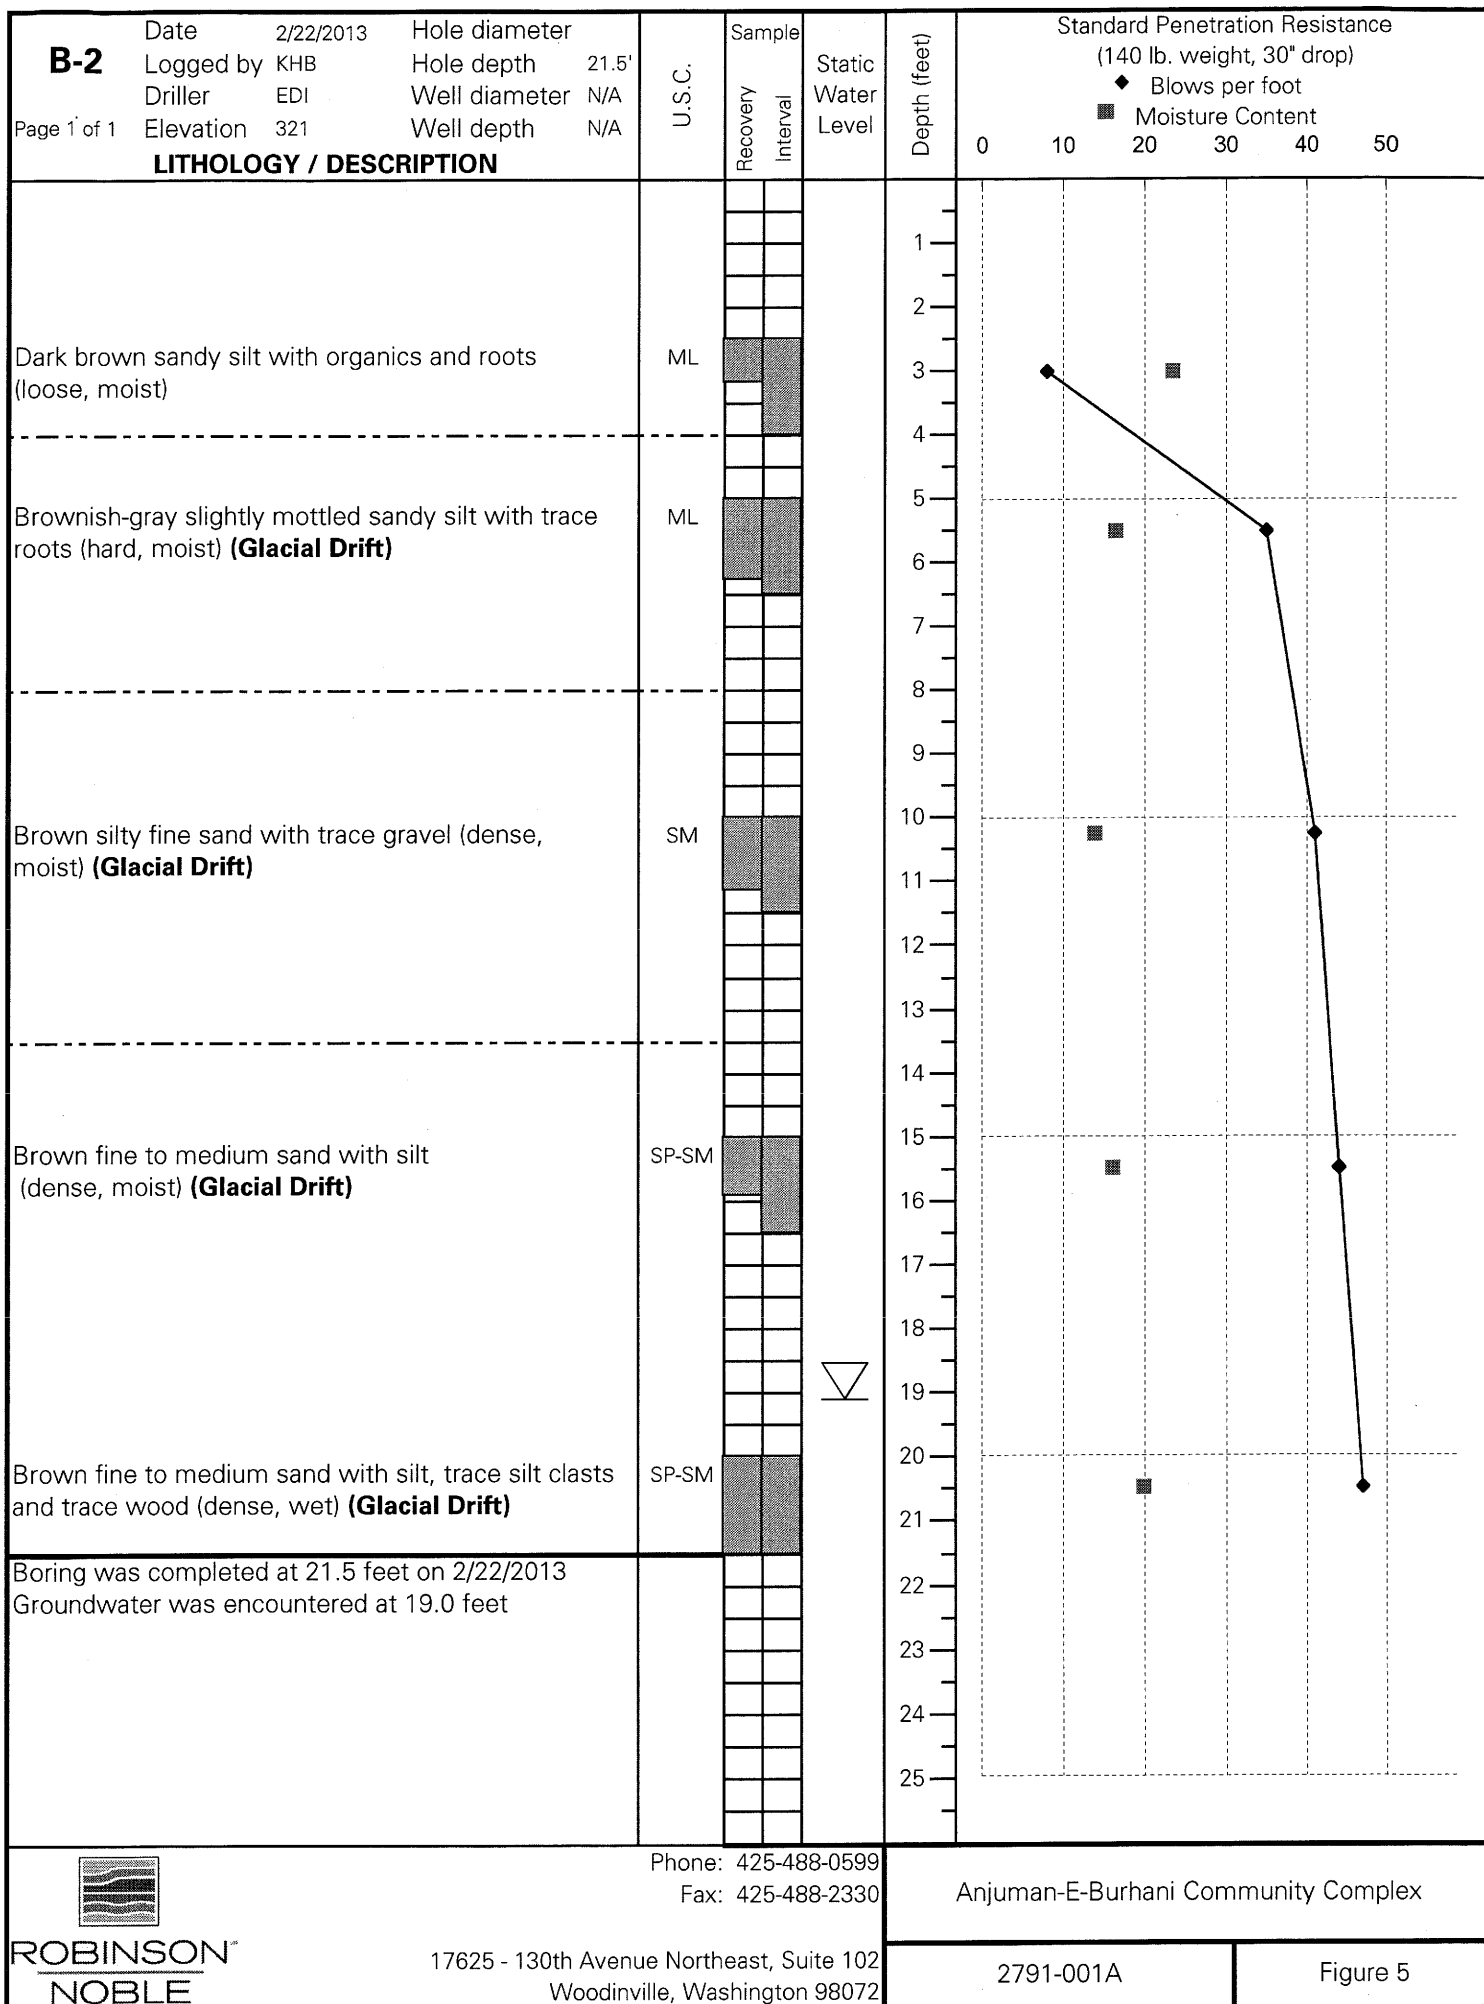 B-2
Page 1 of 1
Date 2/22/2013 Hole diameter
Logged by KHB Hole depth 21.5'
Driller EDI Well diameter N/A
Elevation 321 Well depth N/A
LITHOLOGY / DESCRIPTION
U.S.C.
Sample
Recovery
Interval
Static
Water
Level
Depth (feet)
Standard Penetration Resistance
(140 lb. weight, 30" drop)
Blows per foot
Moisture Content
0 10 20 30 40 50
Dark brown sandy silt with organics and roots
(loose, moist)
ML
Brownish-gray slightly mottled sandy silt with trace
roots (hard, moist) (Glacial Drift)
ML
Brown silty fine sand with trace gravel (dense,
moist) (Glacial Drift)
SM
Brown fine to medium sand with silt
(dense, moist) (Glacial Drift)
SP-SM
Brown fine to medium sand with silt, trace silt clasts
and trace wood (dense, wet) (Glacial Drift)
SP-SM
Boring was completed at 21.5 feet on 2/22/2013
Groundwater was encountered at 19.0 feet
1
2
3
4
5
6
7
8
9
10
11
12
13
14
15
16
17
18
19
20
21
22
23
24
25
ROBINSON
NOBLE
Phone: 425-488-0599
Fax: 425-488-2330
17625 - 130th Avenue Northeast, Suite 102
Woodinville, Washington 98072
Anjuman-E-Burhani Community Complex
2791-001A
Figure 5